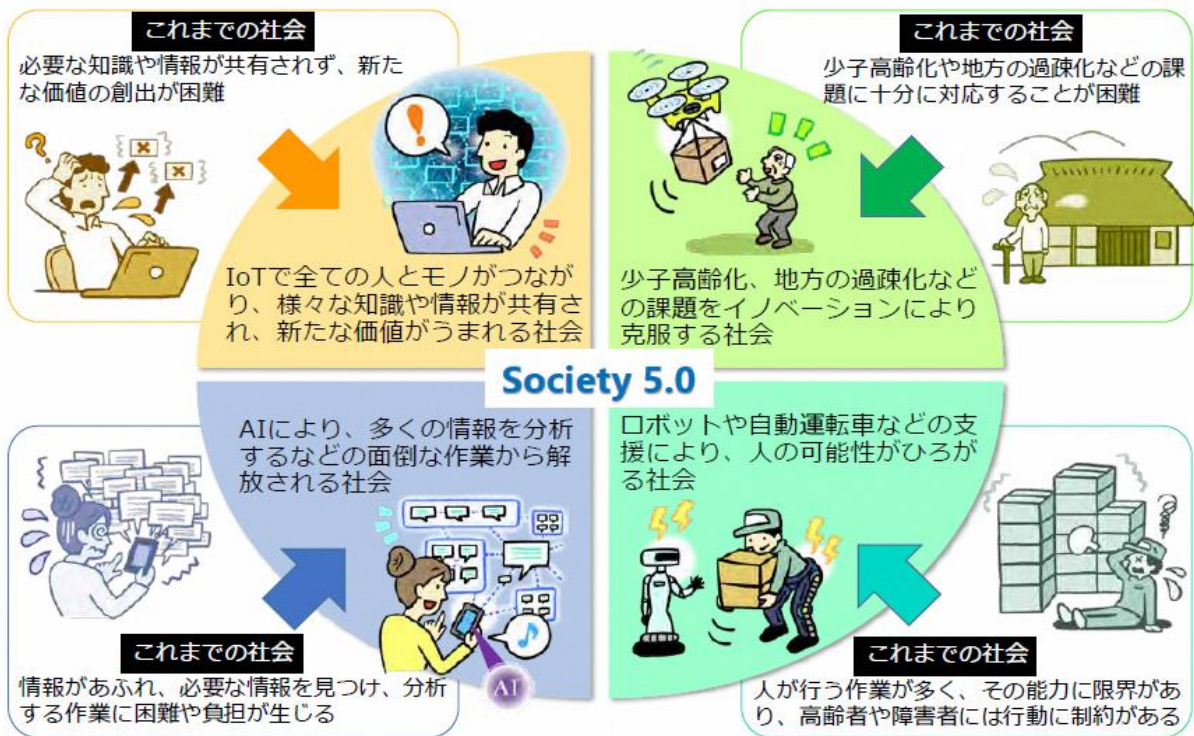 これまでの社会
必要な知識や情報が共有されず、新た
な価値の創出が困難
IoTで全ての人とモノがつなが
り、様々な知識や情報が共有さ
れ、新たな価値がうまれる社会
これまでの社会
少子高齢化や地方の過疎化などの課
題に十分に対応することが困難
少子高齢化、地方の過疎化など
の課題をイノベーションにより
克服する社会
Society 5.0
AIにより、多くの情報を分析
するなどの面倒な作業から解
放される社会
AI
これまでの社会
情報があふれ、必要な情報を見つけ、分析
する作業に困難や負担が生じる
ロボットや自動運転車などの支
援により、人の可能性がひろが
る社会
これまでの社会
人が行う作業が多く、その能力に限界があ
り、高齢者や障害者には行動に制約がある